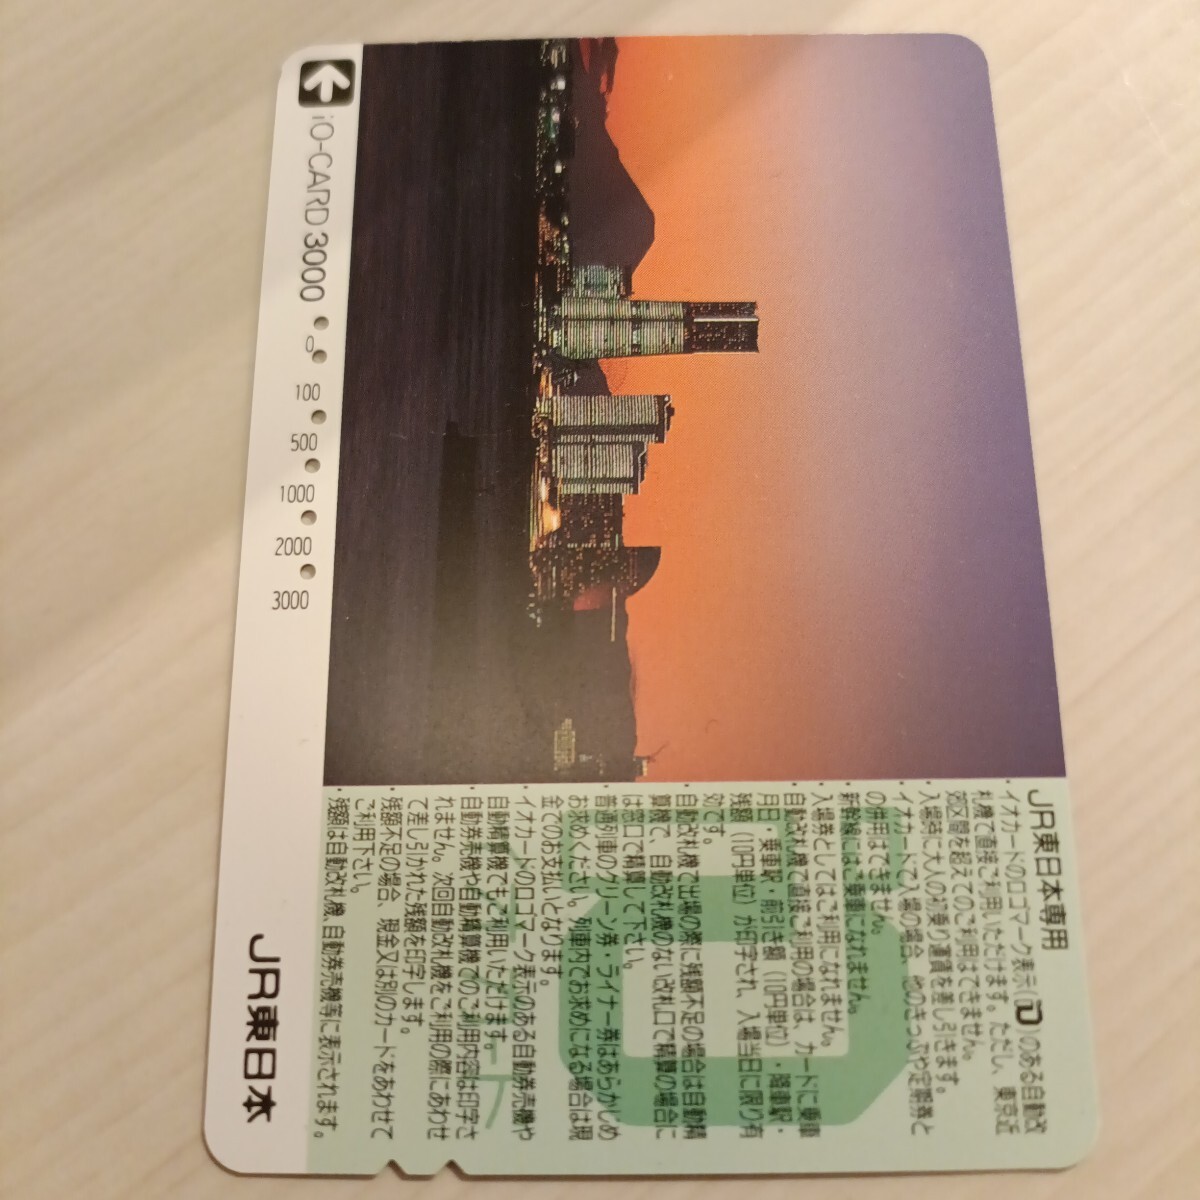 iO-CARD 3000
0
100
500
1000
2000
3000
JR東日本
JR東日本専用
・イオカードのロゴマーク表示(iO)のある自動改
札機で直接ご利用いただけます。ただし、東京近
郊区間を超えてのご利用はできません。
・入場時に大人の初乗り運賃を差し引きます。
・イオカードで入場の場合、他のきっぷや定期券と
の併用はできません。
・新幹線にはご乗車になれません。
・入場券としてはご利用になれません。
・自動改札機で直接ご利用の場合は、カードに乗車
月日・乗車駅・前引き額(10円単位)・降車駅・
残額(10円単位)が印字され、入場当日に限り有
効です。
・自動改札機で出場の際に残額不足の場合は自動精
算機で、自動改札機のない改札口で精算の場合に
は窓口で精算して下さい。
・普通列車のグリーン券・ライナー券はあらかじめ
お求めください。列車内でお求めになる場合は現
金でのお支払いとなります。
・イオカードのロゴマーク表示のある自動券売機や
自動精算機でもご利用いただけます。
・自動券売機や自動精算機でのご利用内容は印字さ
れません。次回自動改札機をご利用の際にあわせ
て差し引かれた残額を印字します。
・残額不足の場合、現金又は別のカードをあわせて
ご利用下さい。
・残額は自動改札機、自動券売機等に表示されます。